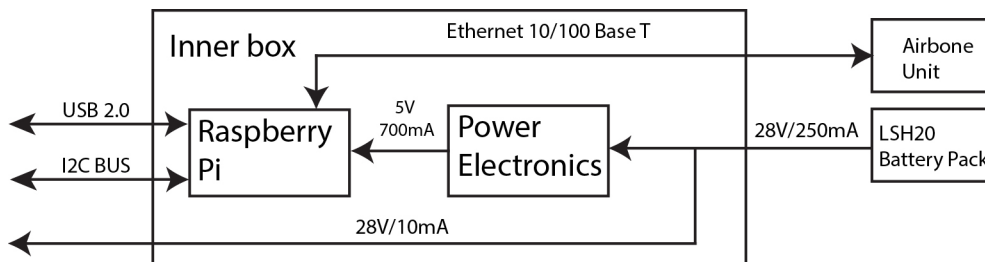 Ethernet 10/100 Base T
Inner box
Airbone
Unit
USB 2.0
5V
700mA
Raspberry
Pi
Power
Electronics
28V/250mA
LSH20
Battery Pack
I2C BUS
28V/10mA